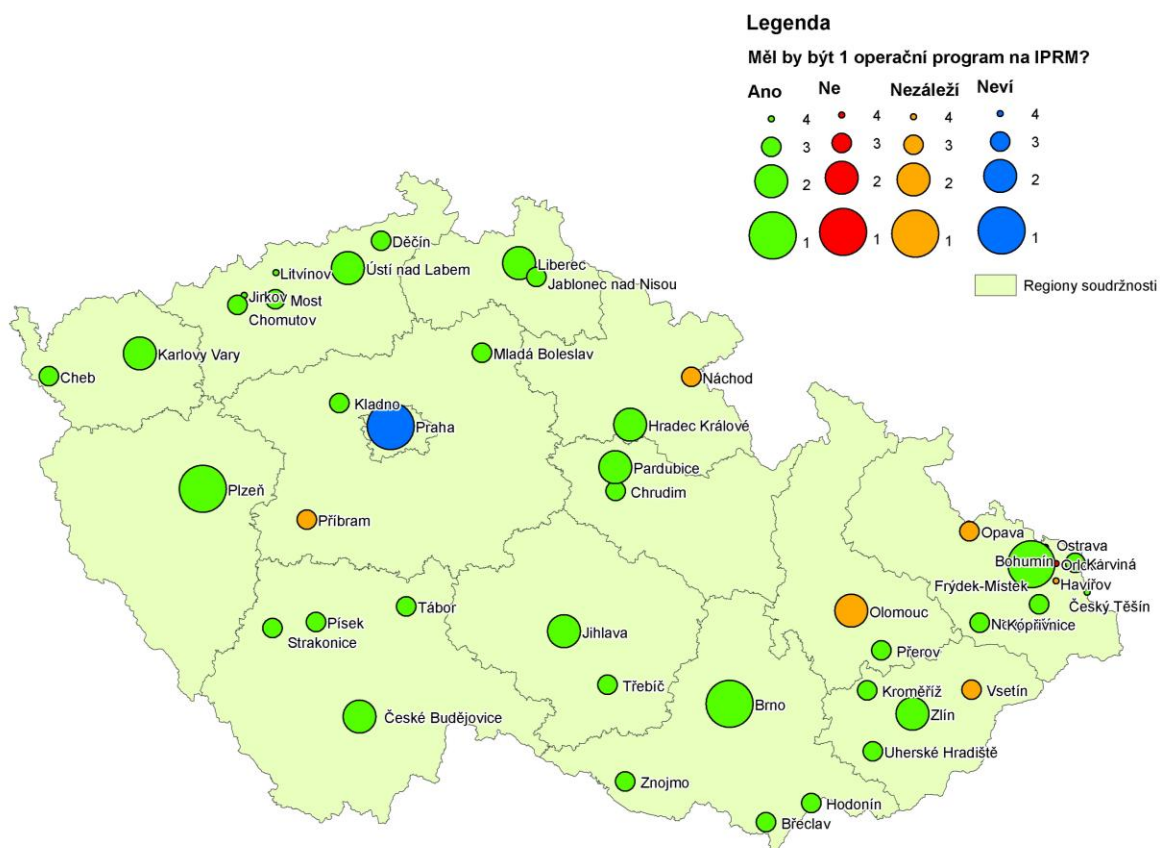 Legenda
Měl by být 1 operační program na IPRM?
Ano Ne Nezáleží Neví
4 4 4 4
3 3 3 3
2 2 2 2
1 1 1 1
Regiony soudržnosti
Děčín
Litvínov
Ústí nad Labem
Liberec
Jablonec nad Nisou
Jirkov
Most
Chomutov
Karlovy Vary
Mladá Boleslav
Cheb
Náchod
Kladno
Praha
Hradec Králové
Pardubice
Plzeň
Chrudim
Příbram
Opava
Ostrava
Bohumín
Karviná
Frýdek-Místek
Havířov
Český Těšín
Tábor
Olomouc
Písek
Kopřivnice
Strakonice
Jihlava
Přerov
Třebíč
Kroměříž
Vsetín
Brno
Zlín
České Budějovice
Uherské Hradiště
Znojmo
Hodonín
Břeclav